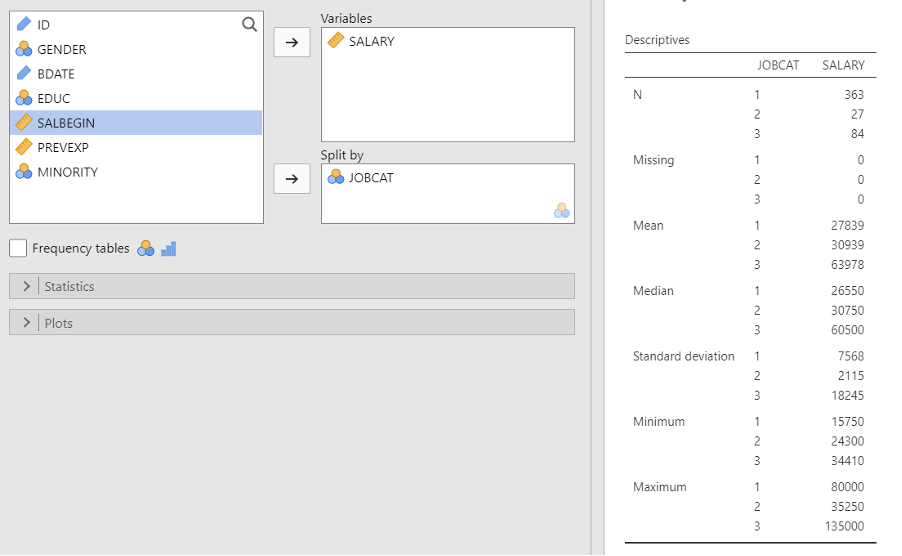 ID
GENDER
BDATE
EDUC
SALBEGIN
PREVEXP
MINORITY
Variables
SALARY
Split by
JOBCAT
Frequency tables
Statistics
Plots
Descriptives
JOBCAT SALARY
N 1 363
2 27
3 84
Missing 1 0
2 0
3 0
Mean 1 27839
2 30939
3 63978
Median 1 26550
2 30750
3 60500
Standard deviation 1 7568
2 2115
3 18245
Minimum 1 15750
2 24300
3 34410
Maximum 1 80000
2 35250
3 135000